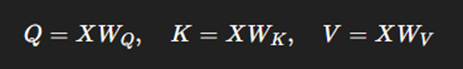 Q = XW_Q, K = XW_K, V = XW_V